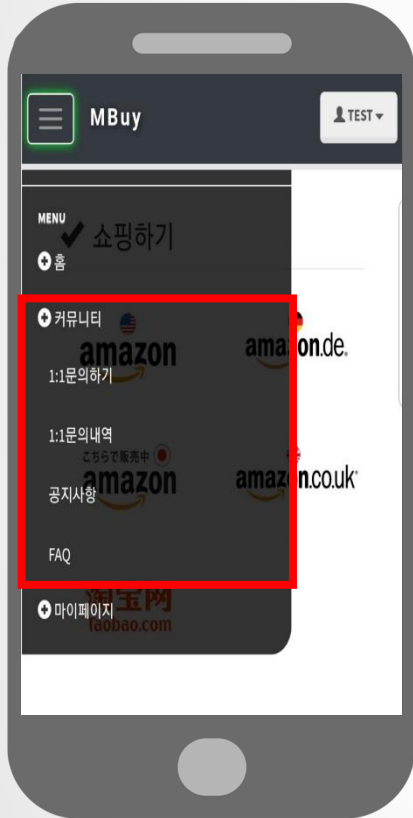 MBuy
TEST
MENU
쇼핑하기
홈
커뮤니티
amazon
amazon.de
1:1문의하기
1:1문의내역
こちらで販売中
amazon
amazon.co.uk
공지사항
FAQ
淘宝网
마이페이지
Taobao.com